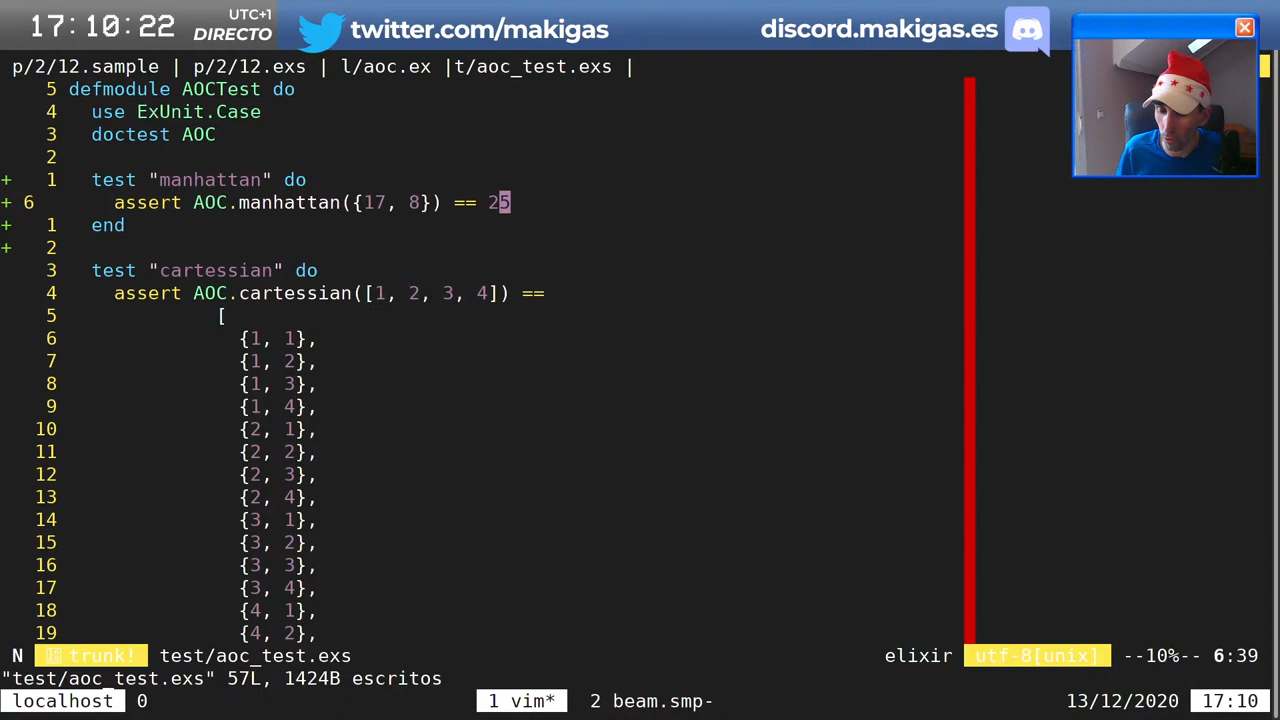 17:10:22 UTC+1 DIRECTO twitter.com/makigas discord.makigas.es
p/2/12.sample | p/2/12.exs | l/aoc.ex |t/aoc_test.exs |
5 defmodule AOCTest do
4 use ExUnit.Case
3 doctest AOC
2
+ 1 test "manhattan" do
+ 6 assert AOC.manhattan({17, 8}) == 25
+ 1 end
+ 2
3 test "cartessian" do
4 assert AOC.cartessian([1, 2, 3, 4]) ==
5 [
6 {1, 1},
7 {1, 2},
8 {1, 3},
9 {1, 4},
10 {2, 1},
11 {2, 2},
12 {2, 3},
13 {2, 4},
14 {3, 1},
15 {3, 2},
16 {3, 3},
17 {3, 4},
18 {4, 1},
19 {4, 2},
N trunk! test/aoc_test.exs elixir utf-8[unix] --10%-- 6:39
"test/aoc_test.exs" 57L, 1424B escritos
localhost 0 1 vim* 2 beam.smp- 13/12/2020 17:10